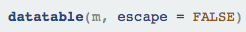 datatable(m, escape = FALSE)